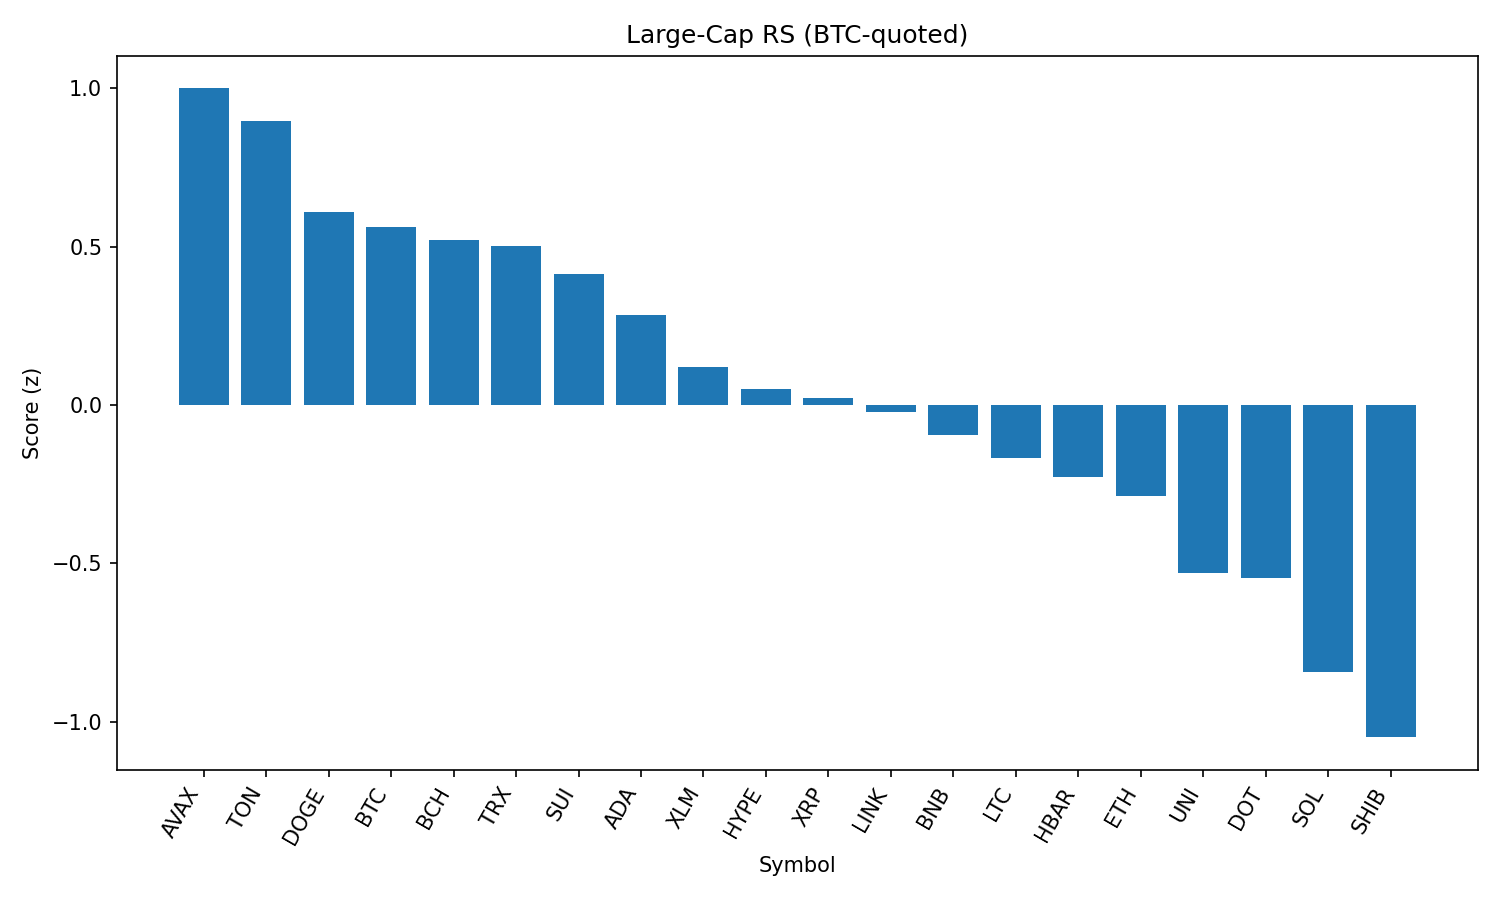 Large-Cap RS (BTC-quoted)
1.0
0.5
0.0
−0.5
−1.0
Score (z)
AVAX
TON
DOGE
BTC
BCH
TRX
SUI
ADA
XLM
HYPE
XRP
LINK
BNB
LTC
HBAR
ETH
UNI
DOT
SOL
SHIB
Symbol